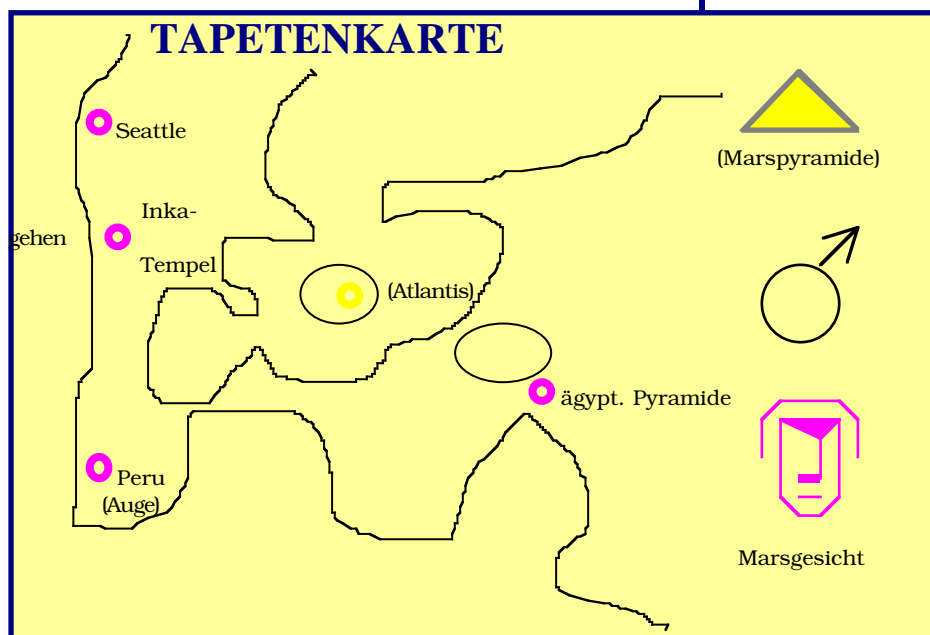 TAPETENKARTE
Seattle
(Marspyramide)
Inka-
gehen
Tempel
(Atlantis)
ägypt. Pyramide
Peru
(Auge)
Marsgesicht